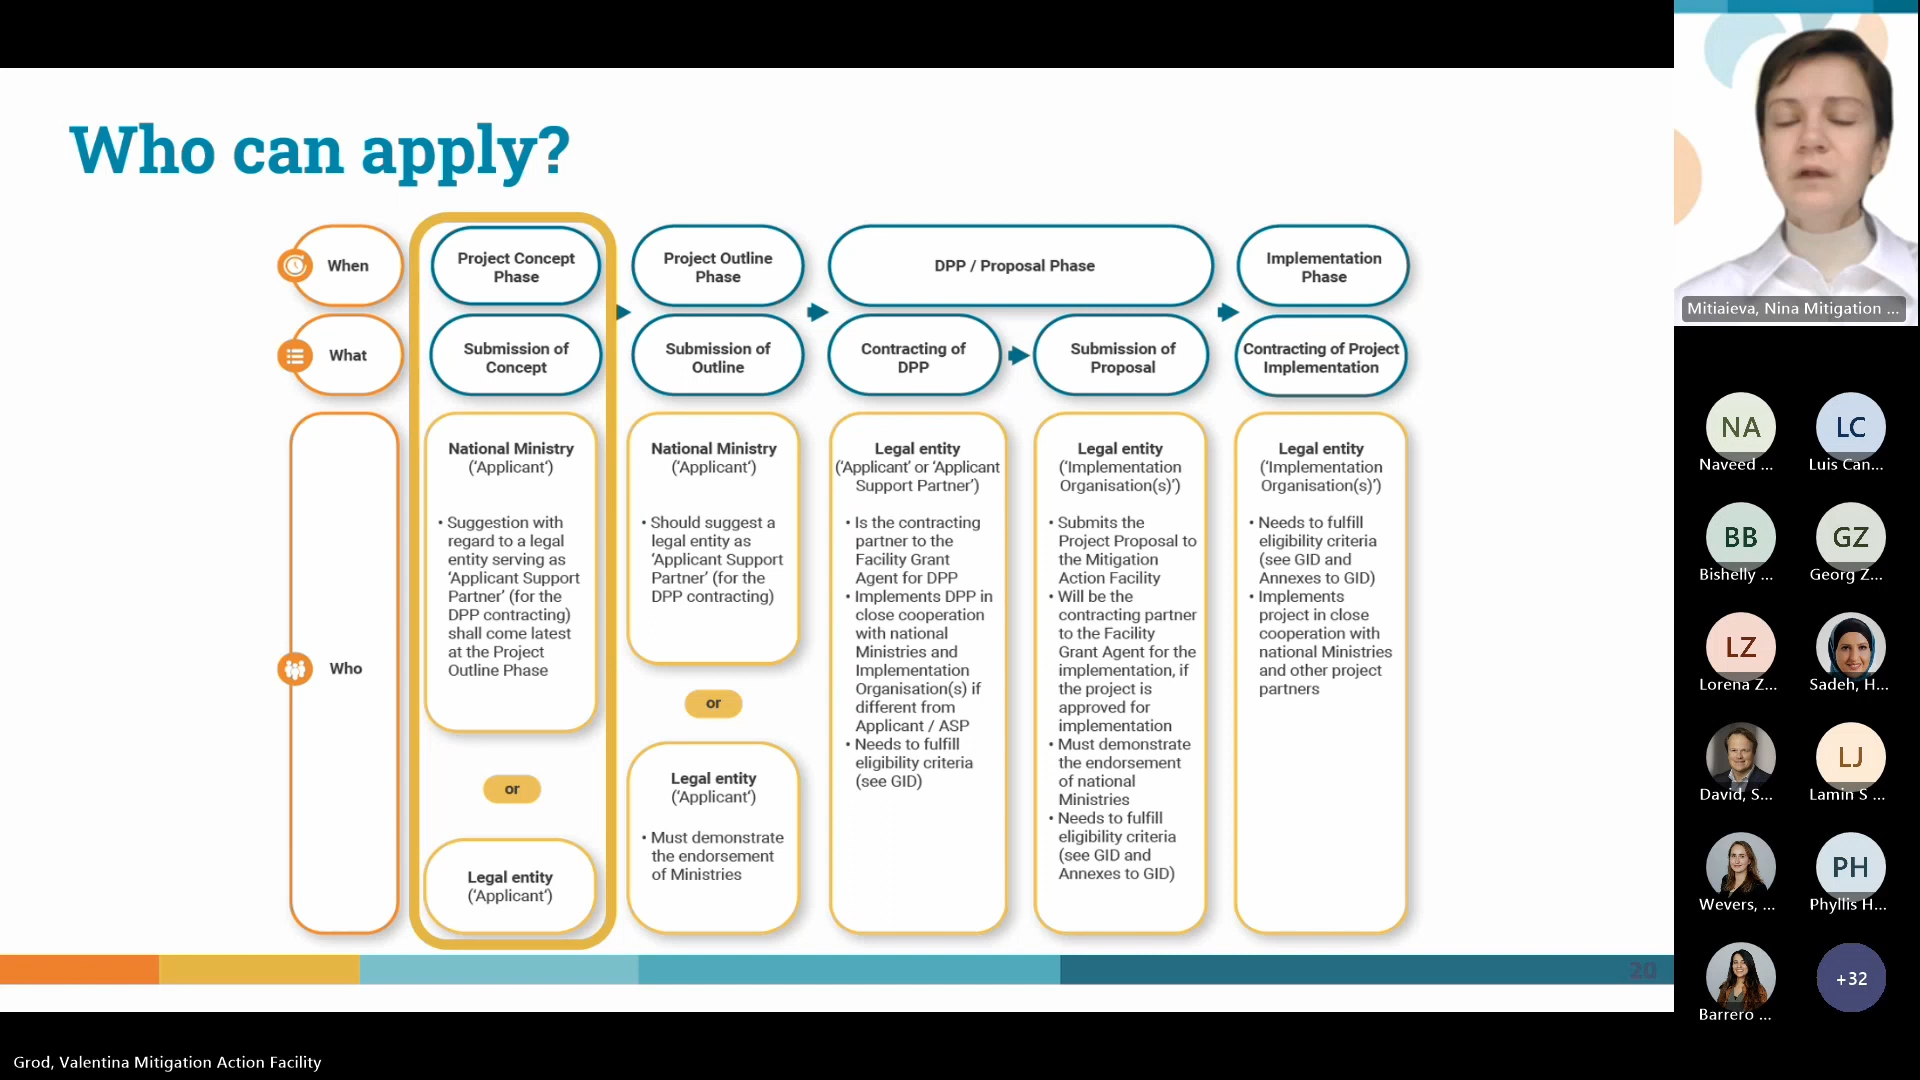 Who can apply?
When
Project Concept
Phase
Project Outline
Phase
DPP / Proposal Phase
Implementation
Phase
What
Submission of
Concept
Submission of
Outline
Contracting of
DPP
Submission of
Proposal
Contracting of Project
Implementation
Who
National Ministry
('Applicant')
• Suggestion with
regard to a legal
entity serving as
'Applicant Support
Partner' (for the
DPP contracting)
shall come latest
at the Project
Outline Phase
or
Legal entity
('Applicant')
National Ministry
('Applicant')
• Should suggest a
legal entity as
'Applicant Support
Partner' (for the
DPP contracting)
or
Legal entity
('Applicant')
• Must demonstrate
the endorsement
of Ministries
Legal entity
('Applicant' or 'Applicant
Support Partner')
• Is the contracting
partner to the
Facility Grant
Agent for DPP
• Implements DPP in
close cooperation
with national
Ministries and
Implementation
Organisation(s) if
different from
Applicant / ASP
• Needs to fulfill
eligibility criteria
(see GID)
Legal entity
('Implementation
Organisation(s)')
• Submits the
Project Proposal to
the Mitigation
Action Facility
• Will be the
contracting partner
to the Facility
Grant Agent for the
implementation, if
the project is
approved for
implementation
• Must demonstrate
the endorsement
of national
Ministries
• Needs to fulfill
eligibility criteria
(see GID and
Annexes to GID)
Legal entity
('Implementation
Organisation(s)')
• Needs to fulfill
eligibility criteria
(see GID and
Annexes to GID)
• Implements
project in close
cooperation with
national Ministries
and other project
partners
20
Mitiaieva, Nina Mitigation ...
NA
Naveed ...
LC
Luis Can...
BB
Bishelly ...
GZ
Georg Z...
LZ
Lorena Z...
Sadeh, H...
David, S...
LJ
Lamin S ...
Wevers, ...
PH
Phyllis H...
Barrero ...
+32
Grod, Valentina Mitigation Action Facility